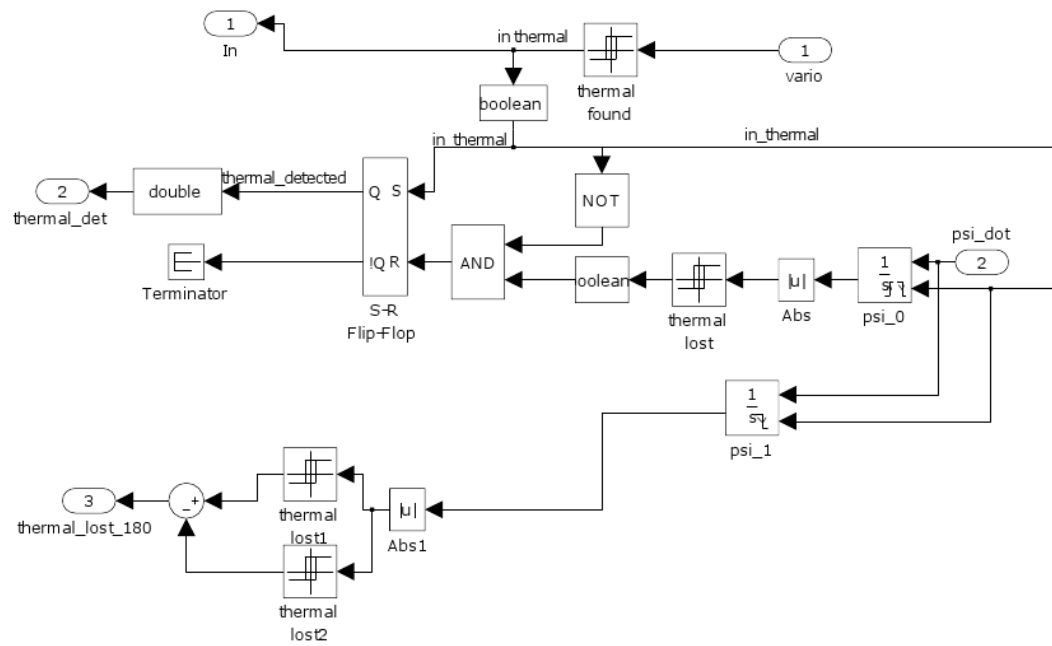 1
In
in thermal
thermal
found
1
vario
boolean
in_thermal
in_thermal
2
thermal_det
double
thermal_detected
Q S
!Q R
S-R
Flip-Flop
NOT
AND
oolean
Terminator
thermal
lost
|u|
Abs
1
s
psi_0
psi_dot
2
1
s
psi_1
3
thermal_lost_180
+
-
thermal
lost1
thermal
lost2
|u|
Abs1